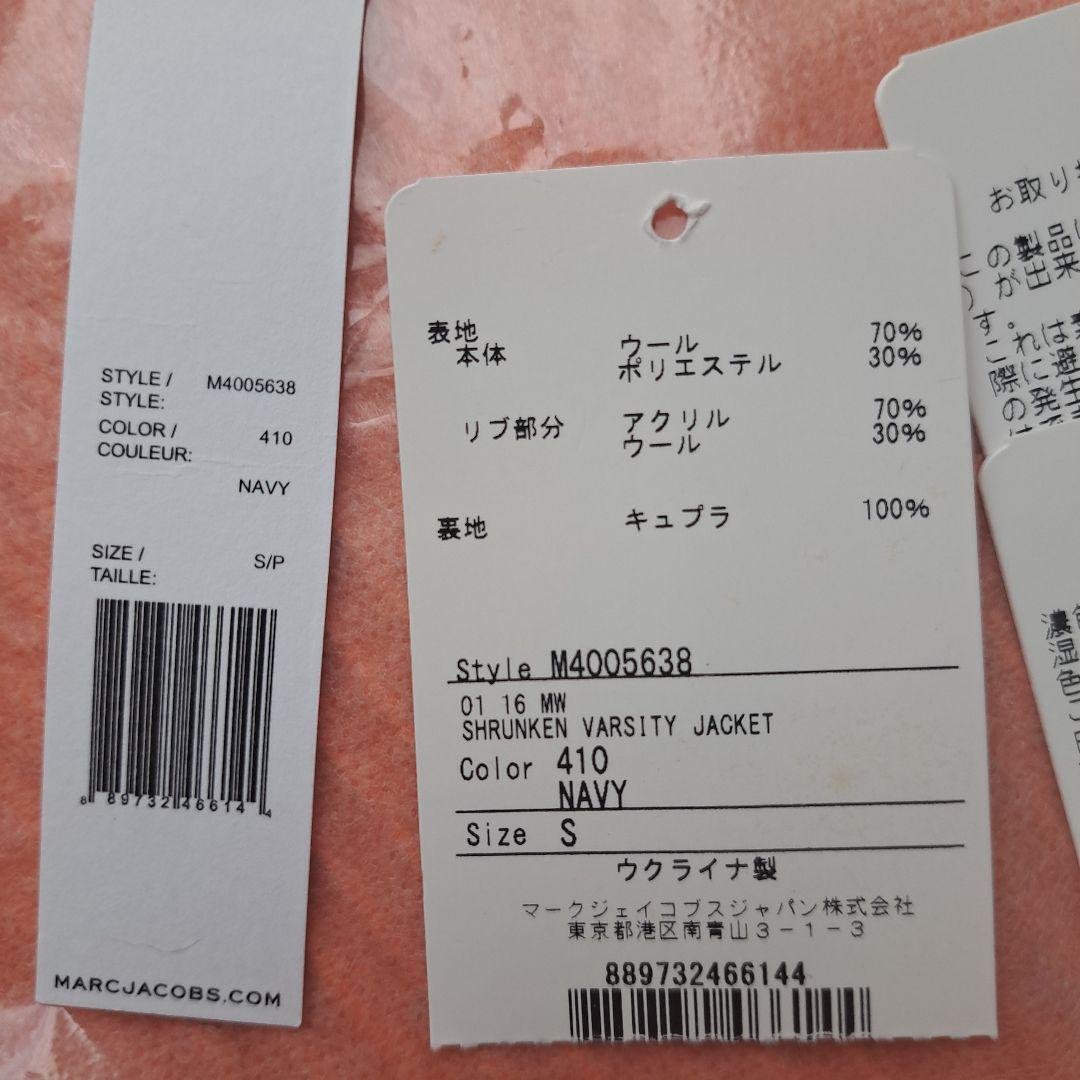 STYLE / M4005638
STYLE:
COLOR / 410
COULEUR:
NAVY
SIZE / S/P
TAILLE:
8 89732 46614 4
MARCJACOBS.COM
表地
本体 ウール 70%
ポリエステル 30%
リブ部分 アクリル 70%
ウール 30%
裏地 キュプラ 100%
Style M4005638
01 16 MW
SHRUNKEN VARSITY JACKET
Color 410
NAVY
Size S
ウクライナ製
マークジェイコブスジャパン株式会社
東京都港区南青山3-1-3
889732466144
お取り
この製品
が出来
す。
これは
際に避
の発生
濃
湿
色